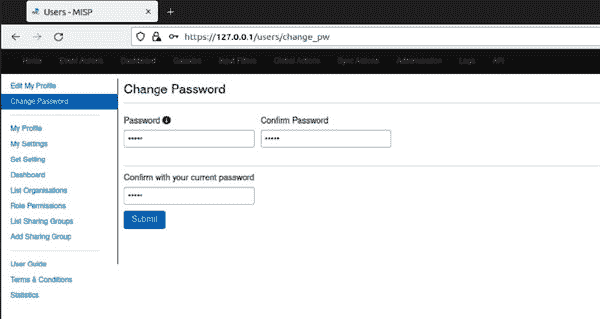 Users - MISP
https://127.0.0.1/users/change_pw
Home Event Actions Dashboard Galaxies Input Filters Global Actions Sync Actions Administration Logs API
Edit My Profile
Change Password
My Profile
My Settings
Set Setting
Dashboard
List Organisations
Role Permissions
List Sharing Groups
Add Sharing Group
User Guide
Terms & Conditions
Statistics
Change Password
Password Confirm Password
Confirm with your current password
Submit